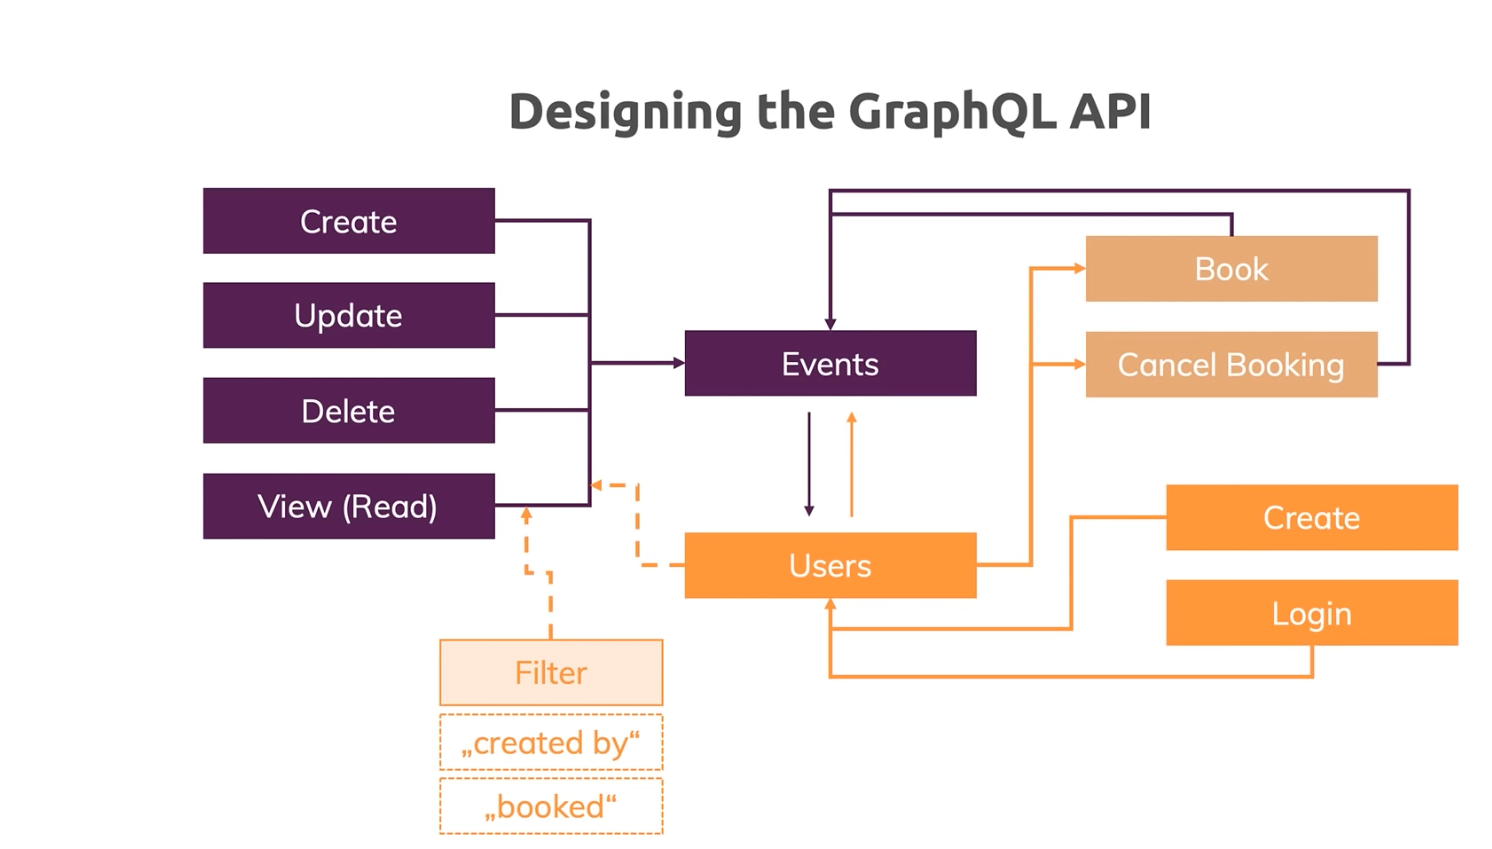 Designing the GraphQL API
Create
Update
Delete
View (Read)
Events
Users
Book
Cancel Booking
Create
Login
Filter
„created by“
„booked“